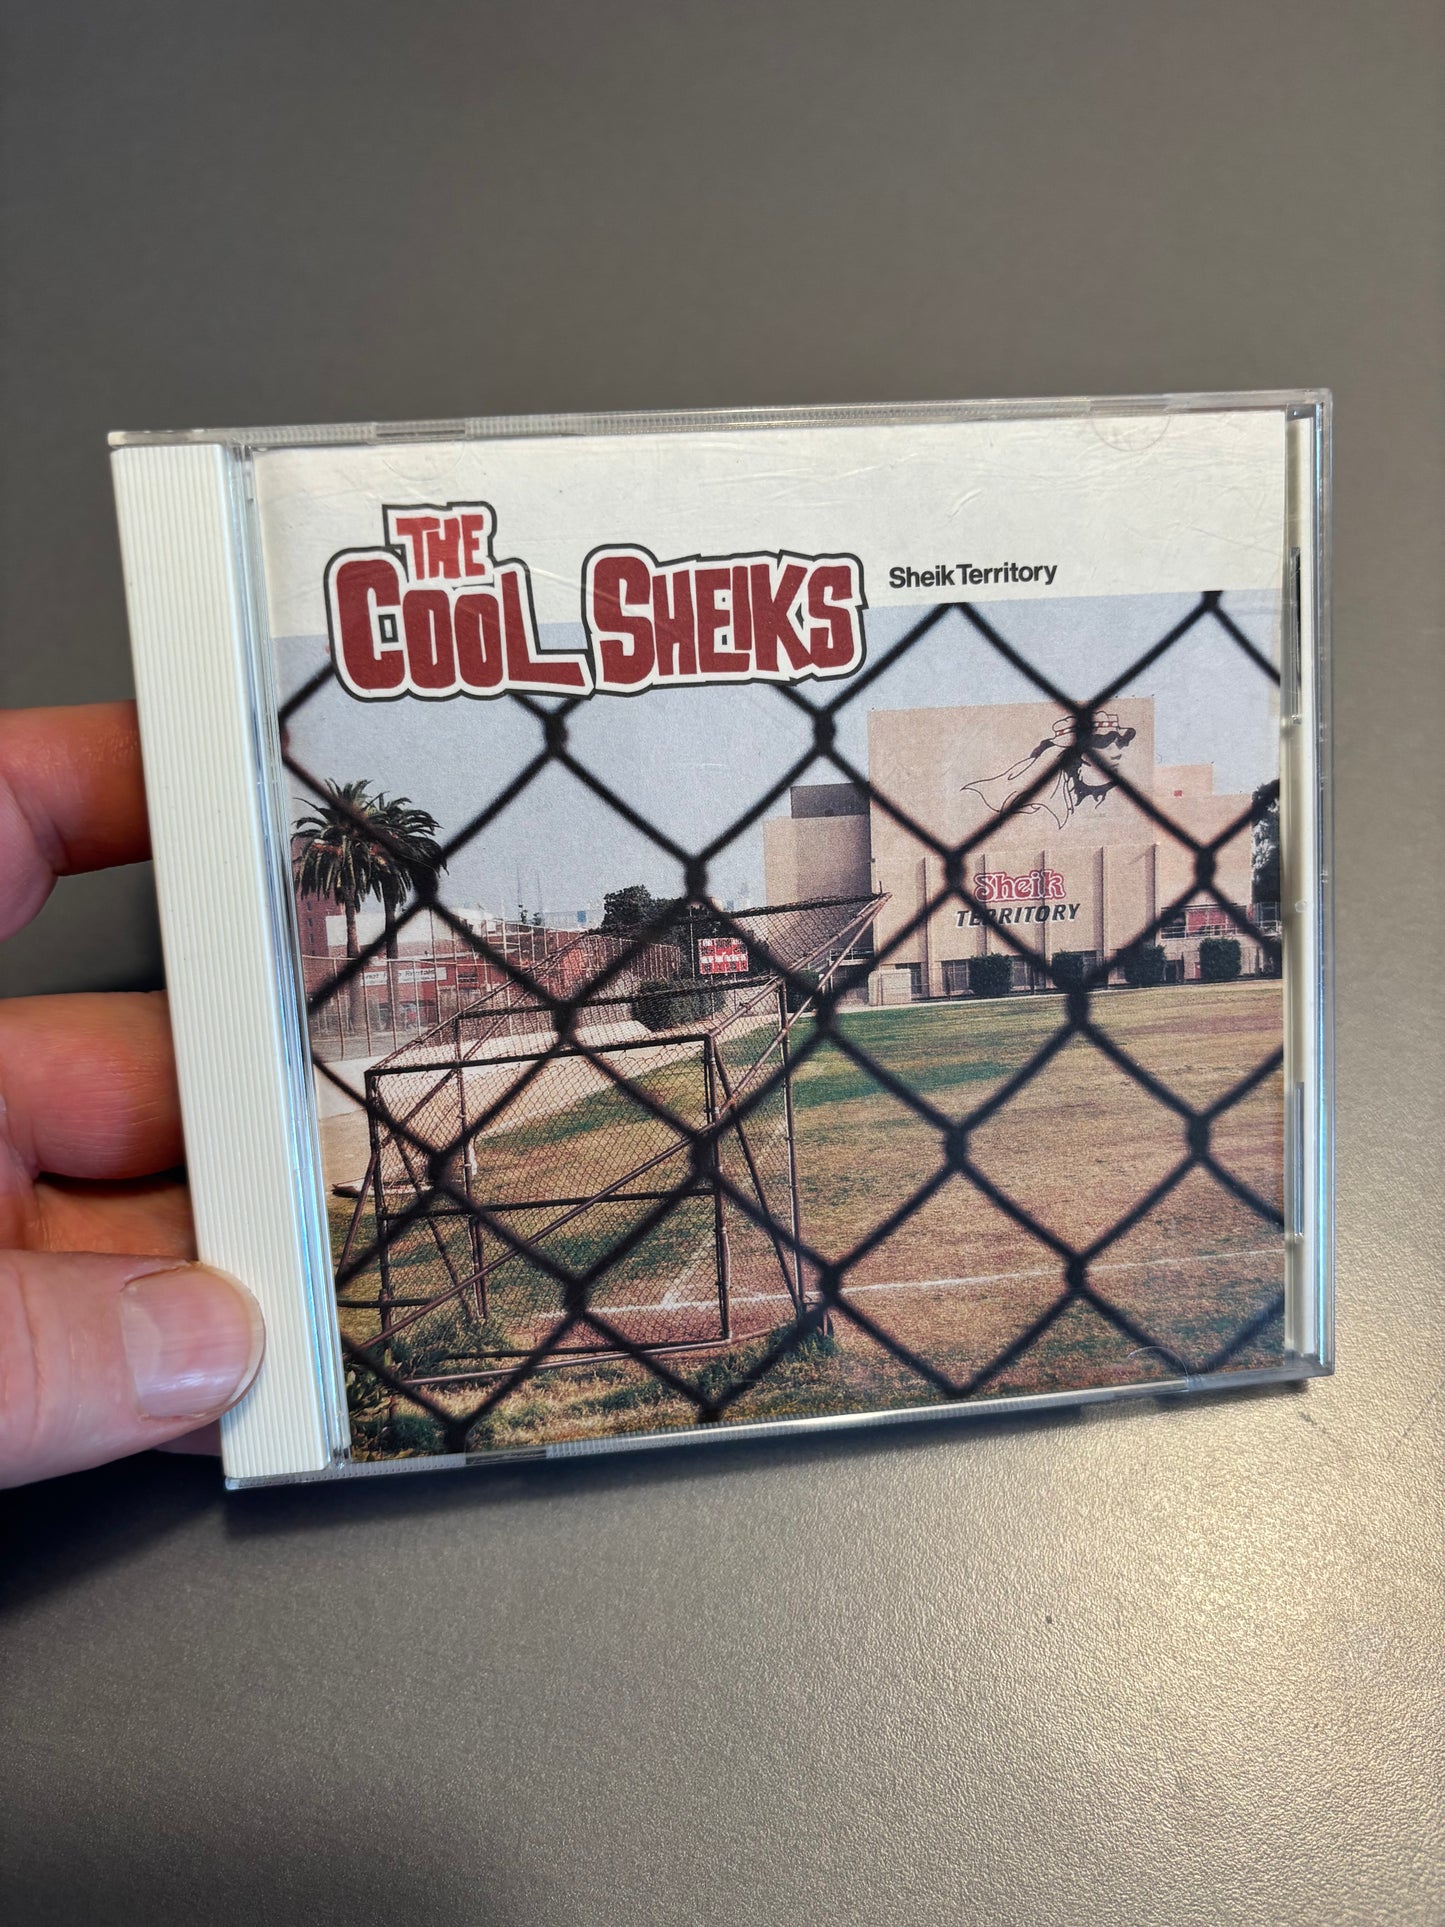 THE
COOL SHEIKS
Sheik Territory
Sheik
TERRITORY